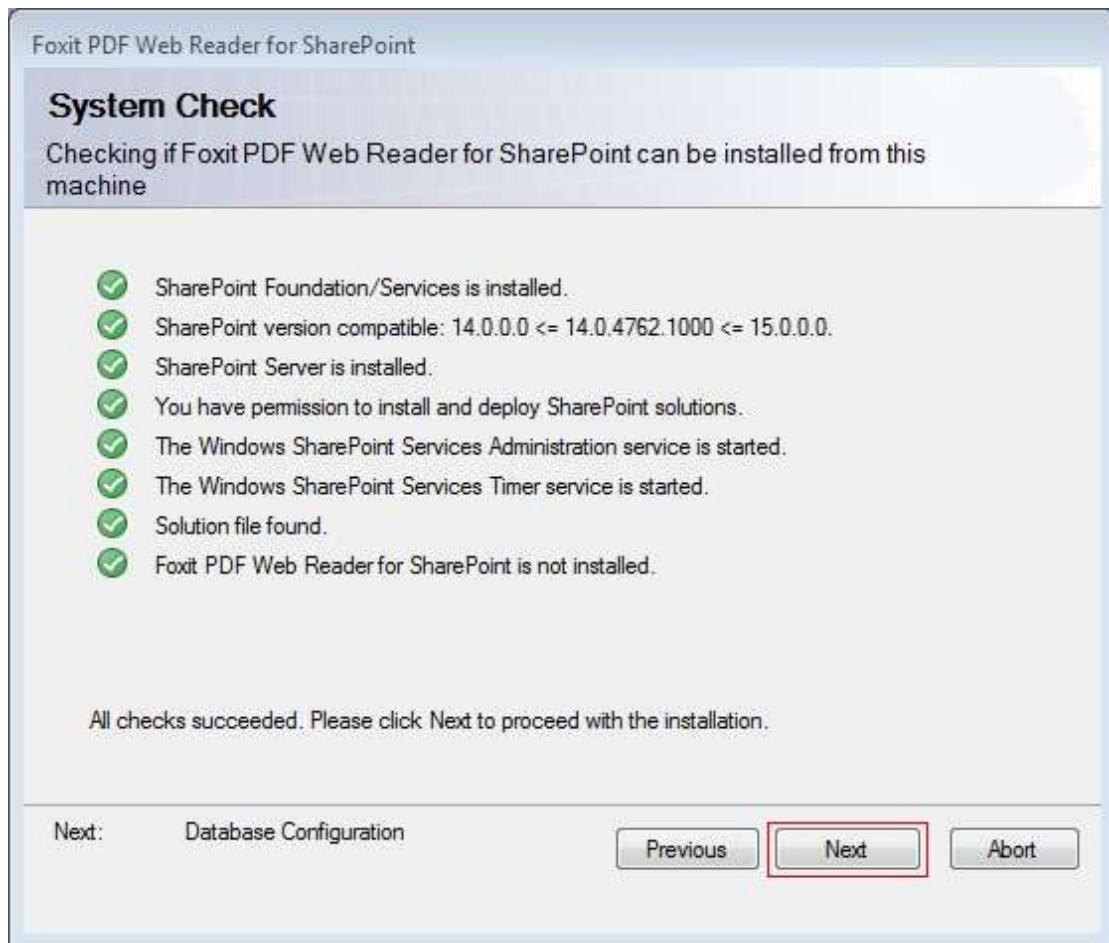 Foxit PDF Web Reader for SharePoint
System Check
Checking if Foxit PDF Web Reader for SharePoint can be installed from this
machine
SharePoint Foundation/Services is installed.
SharePoint version compatible: 14.0.0.0 <= 14.0.4762.1000 <= 15.0.0.0.
SharePoint Server is installed.
You have permission to install and deploy SharePoint solutions.
The Windows SharePoint Services Administration service is started.
The Windows SharePoint Services Timer service is started.
Solution file found.
Foxit PDF Web Reader for SharePoint is not installed.
All checks succeeded. Please click Next to proceed with the installation.
Next: Database Configuration
Previous Next Abort